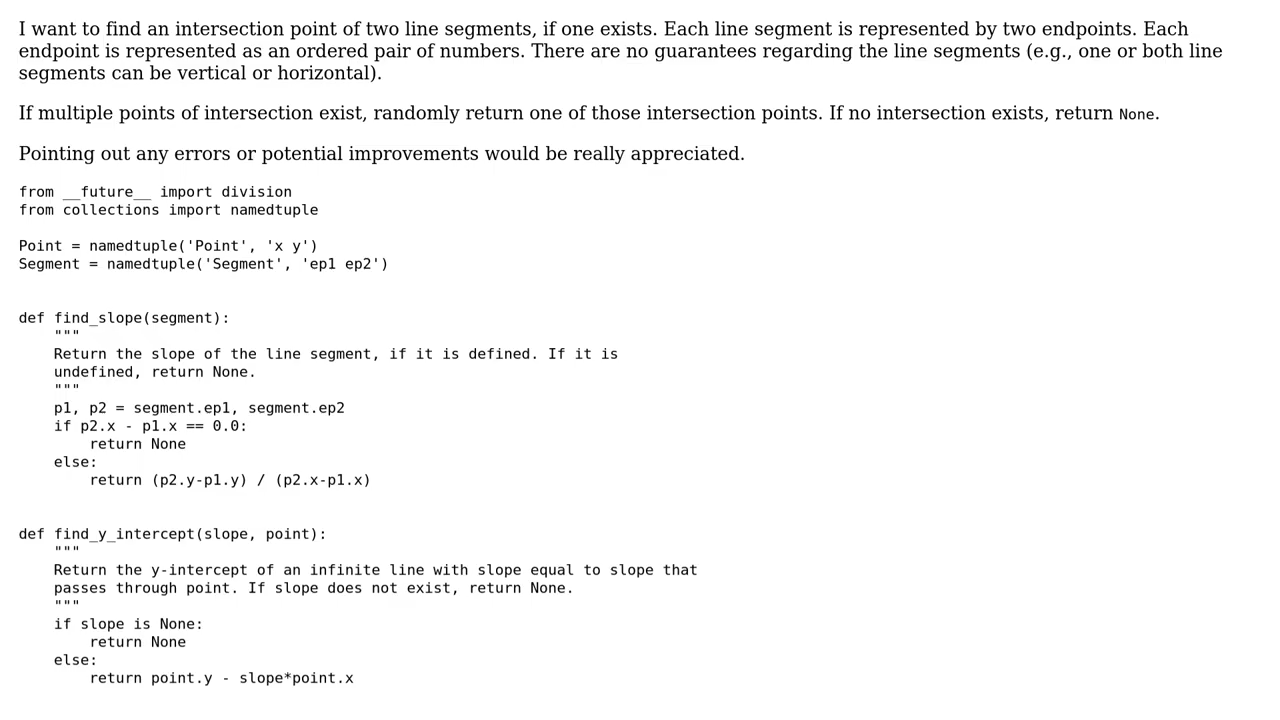 I want to find an intersection point of two line segments, if one exists. Each line segment is represented by two endpoints. Each
endpoint is represented as an ordered pair of numbers. There are no guarantees regarding the line segments (e.g., one or both line
segments can be vertical or horizontal).
If multiple points of intersection exist, randomly return one of those intersection points. If no intersection exists, return None.
Pointing out any errors or potential improvements would be really appreciated.
from __future__ import division
from collections import namedtuple
Point = namedtuple('Point', 'x y')
Segment = namedtuple('Segment', 'ep1 ep2')
def find_slope(segment):
    """
    Return the slope of the line segment, if it is defined. If it is
    undefined, return None.
    """
    p1, p2 = segment.ep1, segment.ep2
    if p2.x - p1.x == 0.0:
        return None
    else:
        return (p2.y-p1.y) / (p2.x-p1.x)
def find_y_intercept(slope, point):
    """
    Return the y-intercept of an infinite line with slope equal to slope that
    passes through point. If slope does not exist, return None.
    """
    if slope is None:
        return None
    else:
        return point.y - slope*point.x